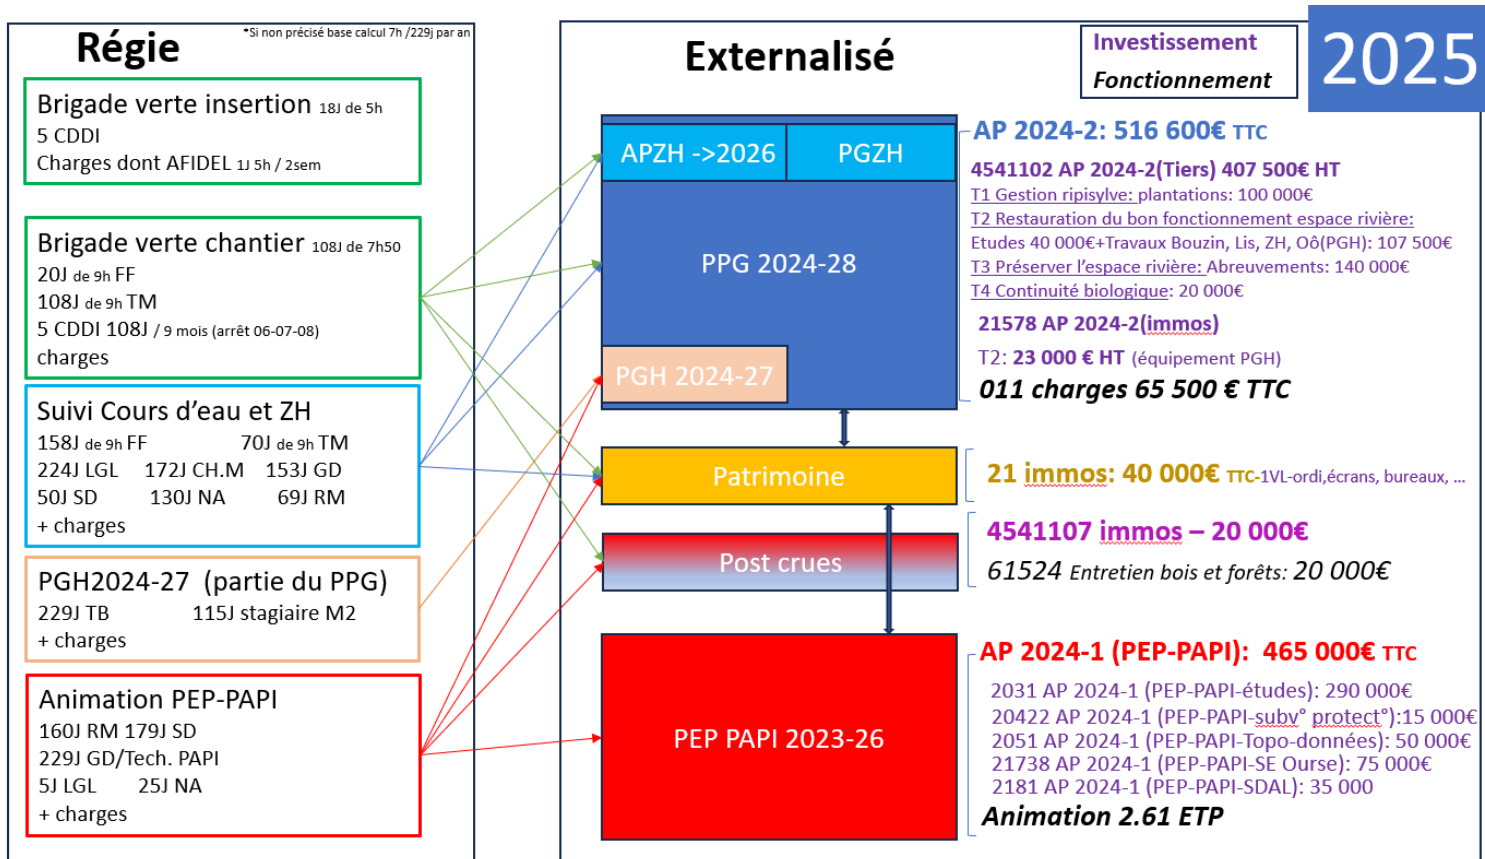 Régie
*Si non précisé base calcul 7h /229j par an
Brigade verte insertion 18J de 5h
5 CDDI
Charges dont AFIDEL 1J 5h / 2sem
Brigade verte chantier 108J de 7h50
20J de 9h FF
108J de 9h TM
5 CDDI 108J / 9 mois (arrêt 06-07-08)
charges
Suivi Cours d'eau et ZH
158J de 9h FF 70J de 9h TM
224J LGL 172J CH.M 153J GD
50J SD 130J NA 69J RM
+ charges
PGH2024-27 (partie du PPG)
229J TB 115J stagiaire M2
+ charges
Animation PEP-PAPI
160J RM 179J SD
229J GD/Tech. PAPI
5J LGL 25J NA
+ charges
Externalisé
Investissement
Fonctionnement
2025
APZH ->2026
PGZH
PPG 2024-28
PGH 2024-27
Patrimoine
Post crues
PEP PAPI 2023-26
AP 2024-2: 516 600€ TTC
4541102 AP 2024-2(Tiers) 407 500€ HT
T1 Gestion ripisylve: plantations: 100 000€
T2 Restauration du bon fonctionnement espace rivière:
Etudes 40 000€+Travaux Bouzin, Lis, ZH, Oô(PGH): 107 500€
T3 Préserver l'espace rivière: Abreuvements: 140 000€
T4 Continuité biologique: 20 000€
21578 AP 2024-2(immos)
T2: 23 000 € HT (équipement PGH)
011 charges 65 500 € TTC
21 immos: 40 000€ TTC-1VL-ordi,écrans, bureaux, ...
4541107 immos – 20 000€
61524 Entretien bois et forêts: 20 000€
AP 2024-1 (PEP-PAPI): 465 000€ TTC
2031 AP 2024-1 (PEP-PAPI-études): 290 000€
20422 AP 2024-1 (PEP-PAPI-subv° protect°):15 000€
2051 AP 2024-1 (PEP-PAPI-Topo-données): 50 000€
21738 AP 2024-1 (PEP-PAPI-SE Ourse): 75 000€
2181 AP 2024-1 (PEP-PAPI-SDAL): 35 000
Animation 2.61 ETP